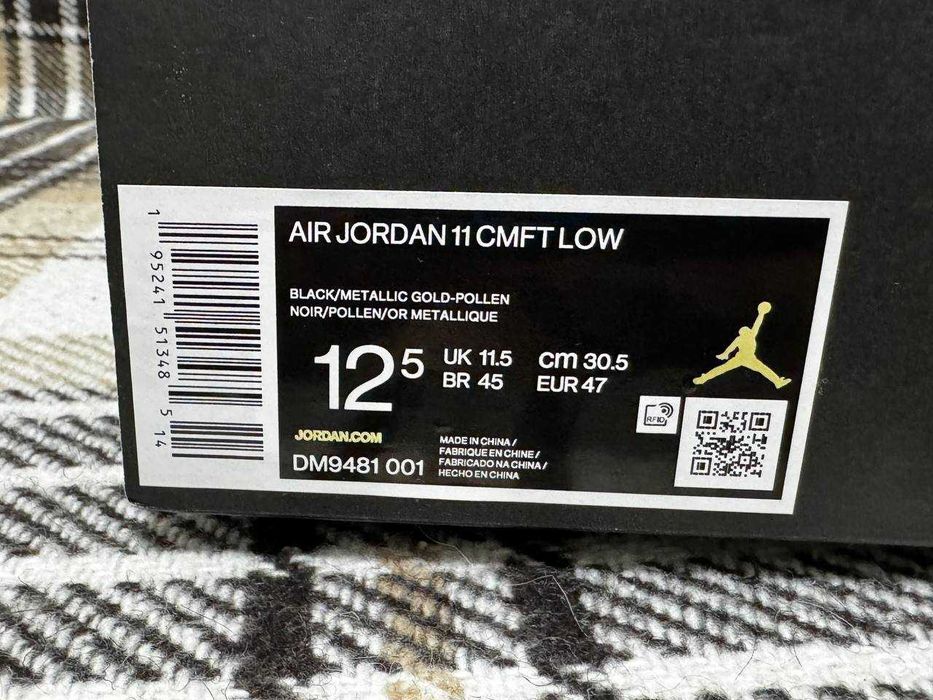 1 95241 51348 5 14
AIR JORDAN 11 CMFT LOW
BLACK/METALLIC GOLD-POLLEN
NOIR/POLLEN/OR METALLIQUE
12 5
UK 11.5 cm 30.5
BR 45 EUR 47
RFID
JORDAN.COM
DM9481 001
MADE IN CHINA /
FABRIQUE EN CHINE /
FABRICADO NA CHINA /
HECHO EN CHINA